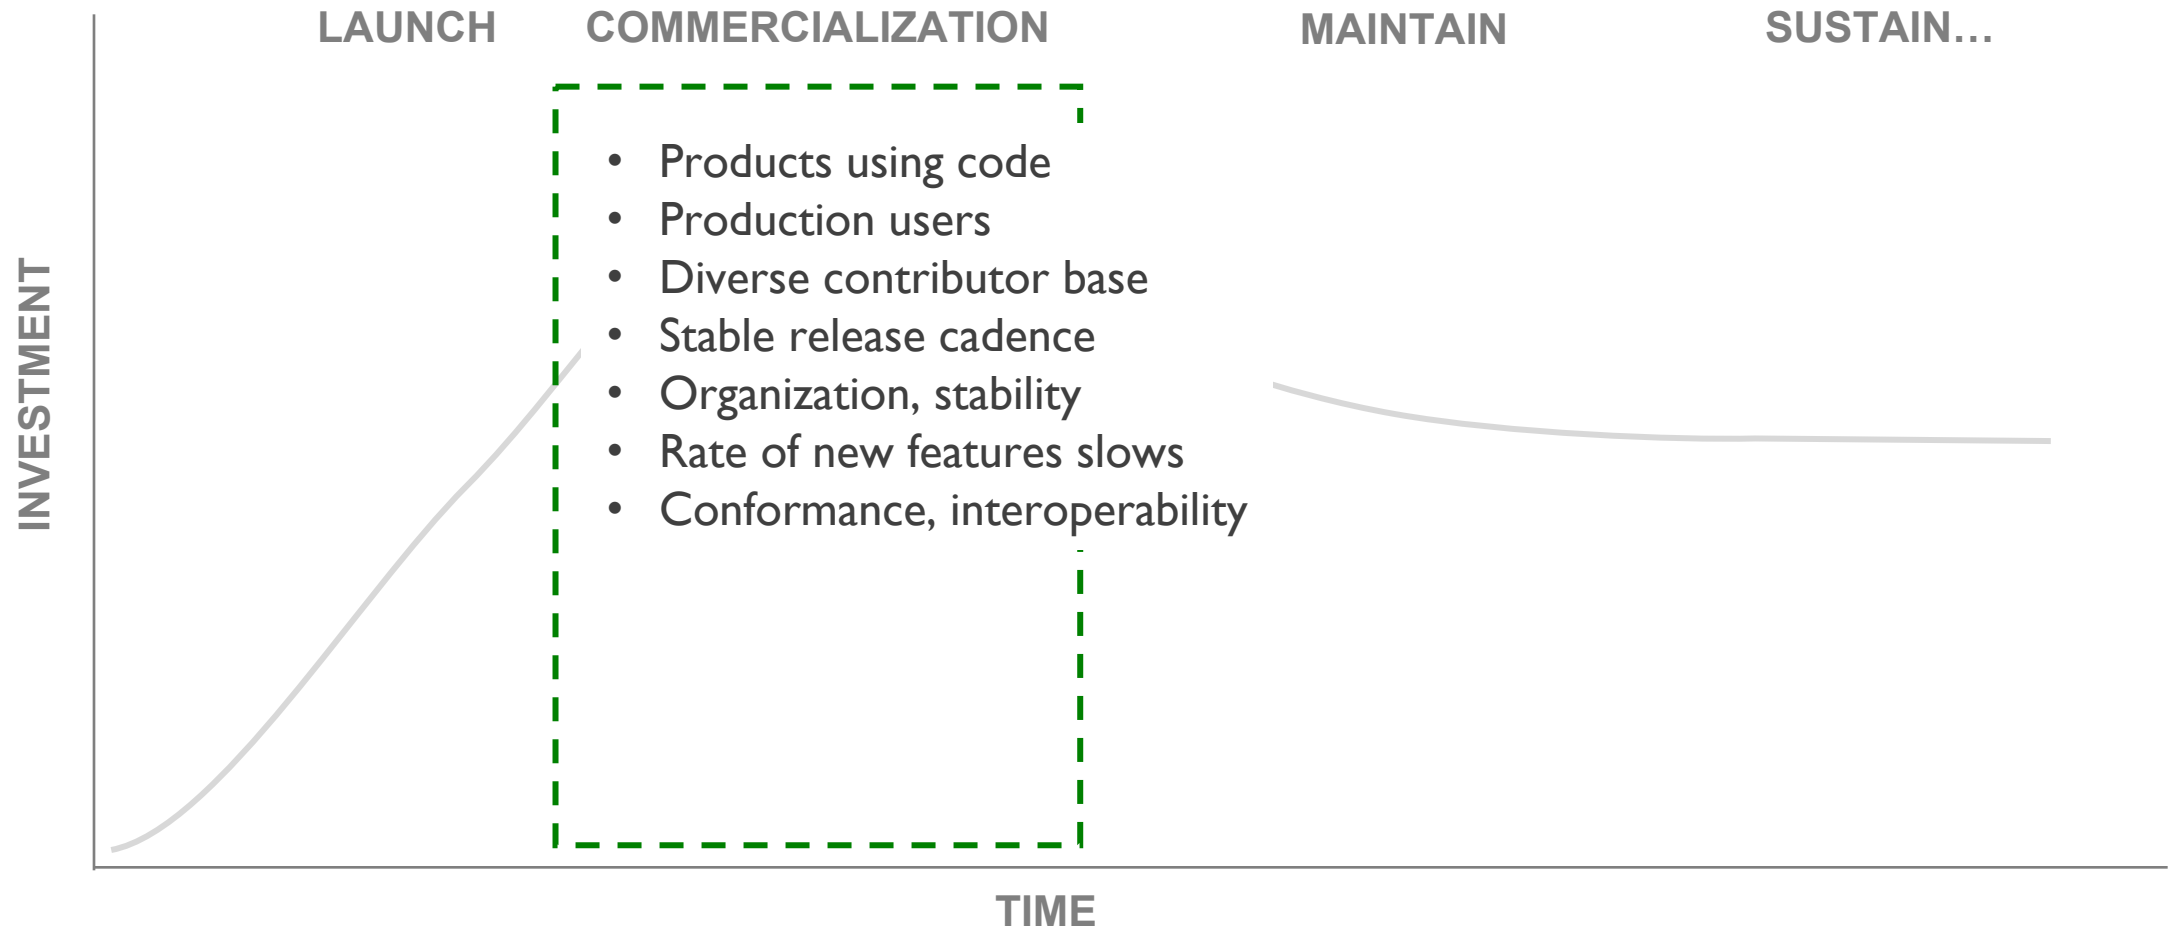 LAUNCH COMMERCIALIZATION MAINTAIN SUSTAIN…
INVESTMENT
• Products using code
• Production users
• Diverse contributor base
• Stable release cadence
• Organization, stability
• Rate of new features slows
• Conformance, interoperability
TIME